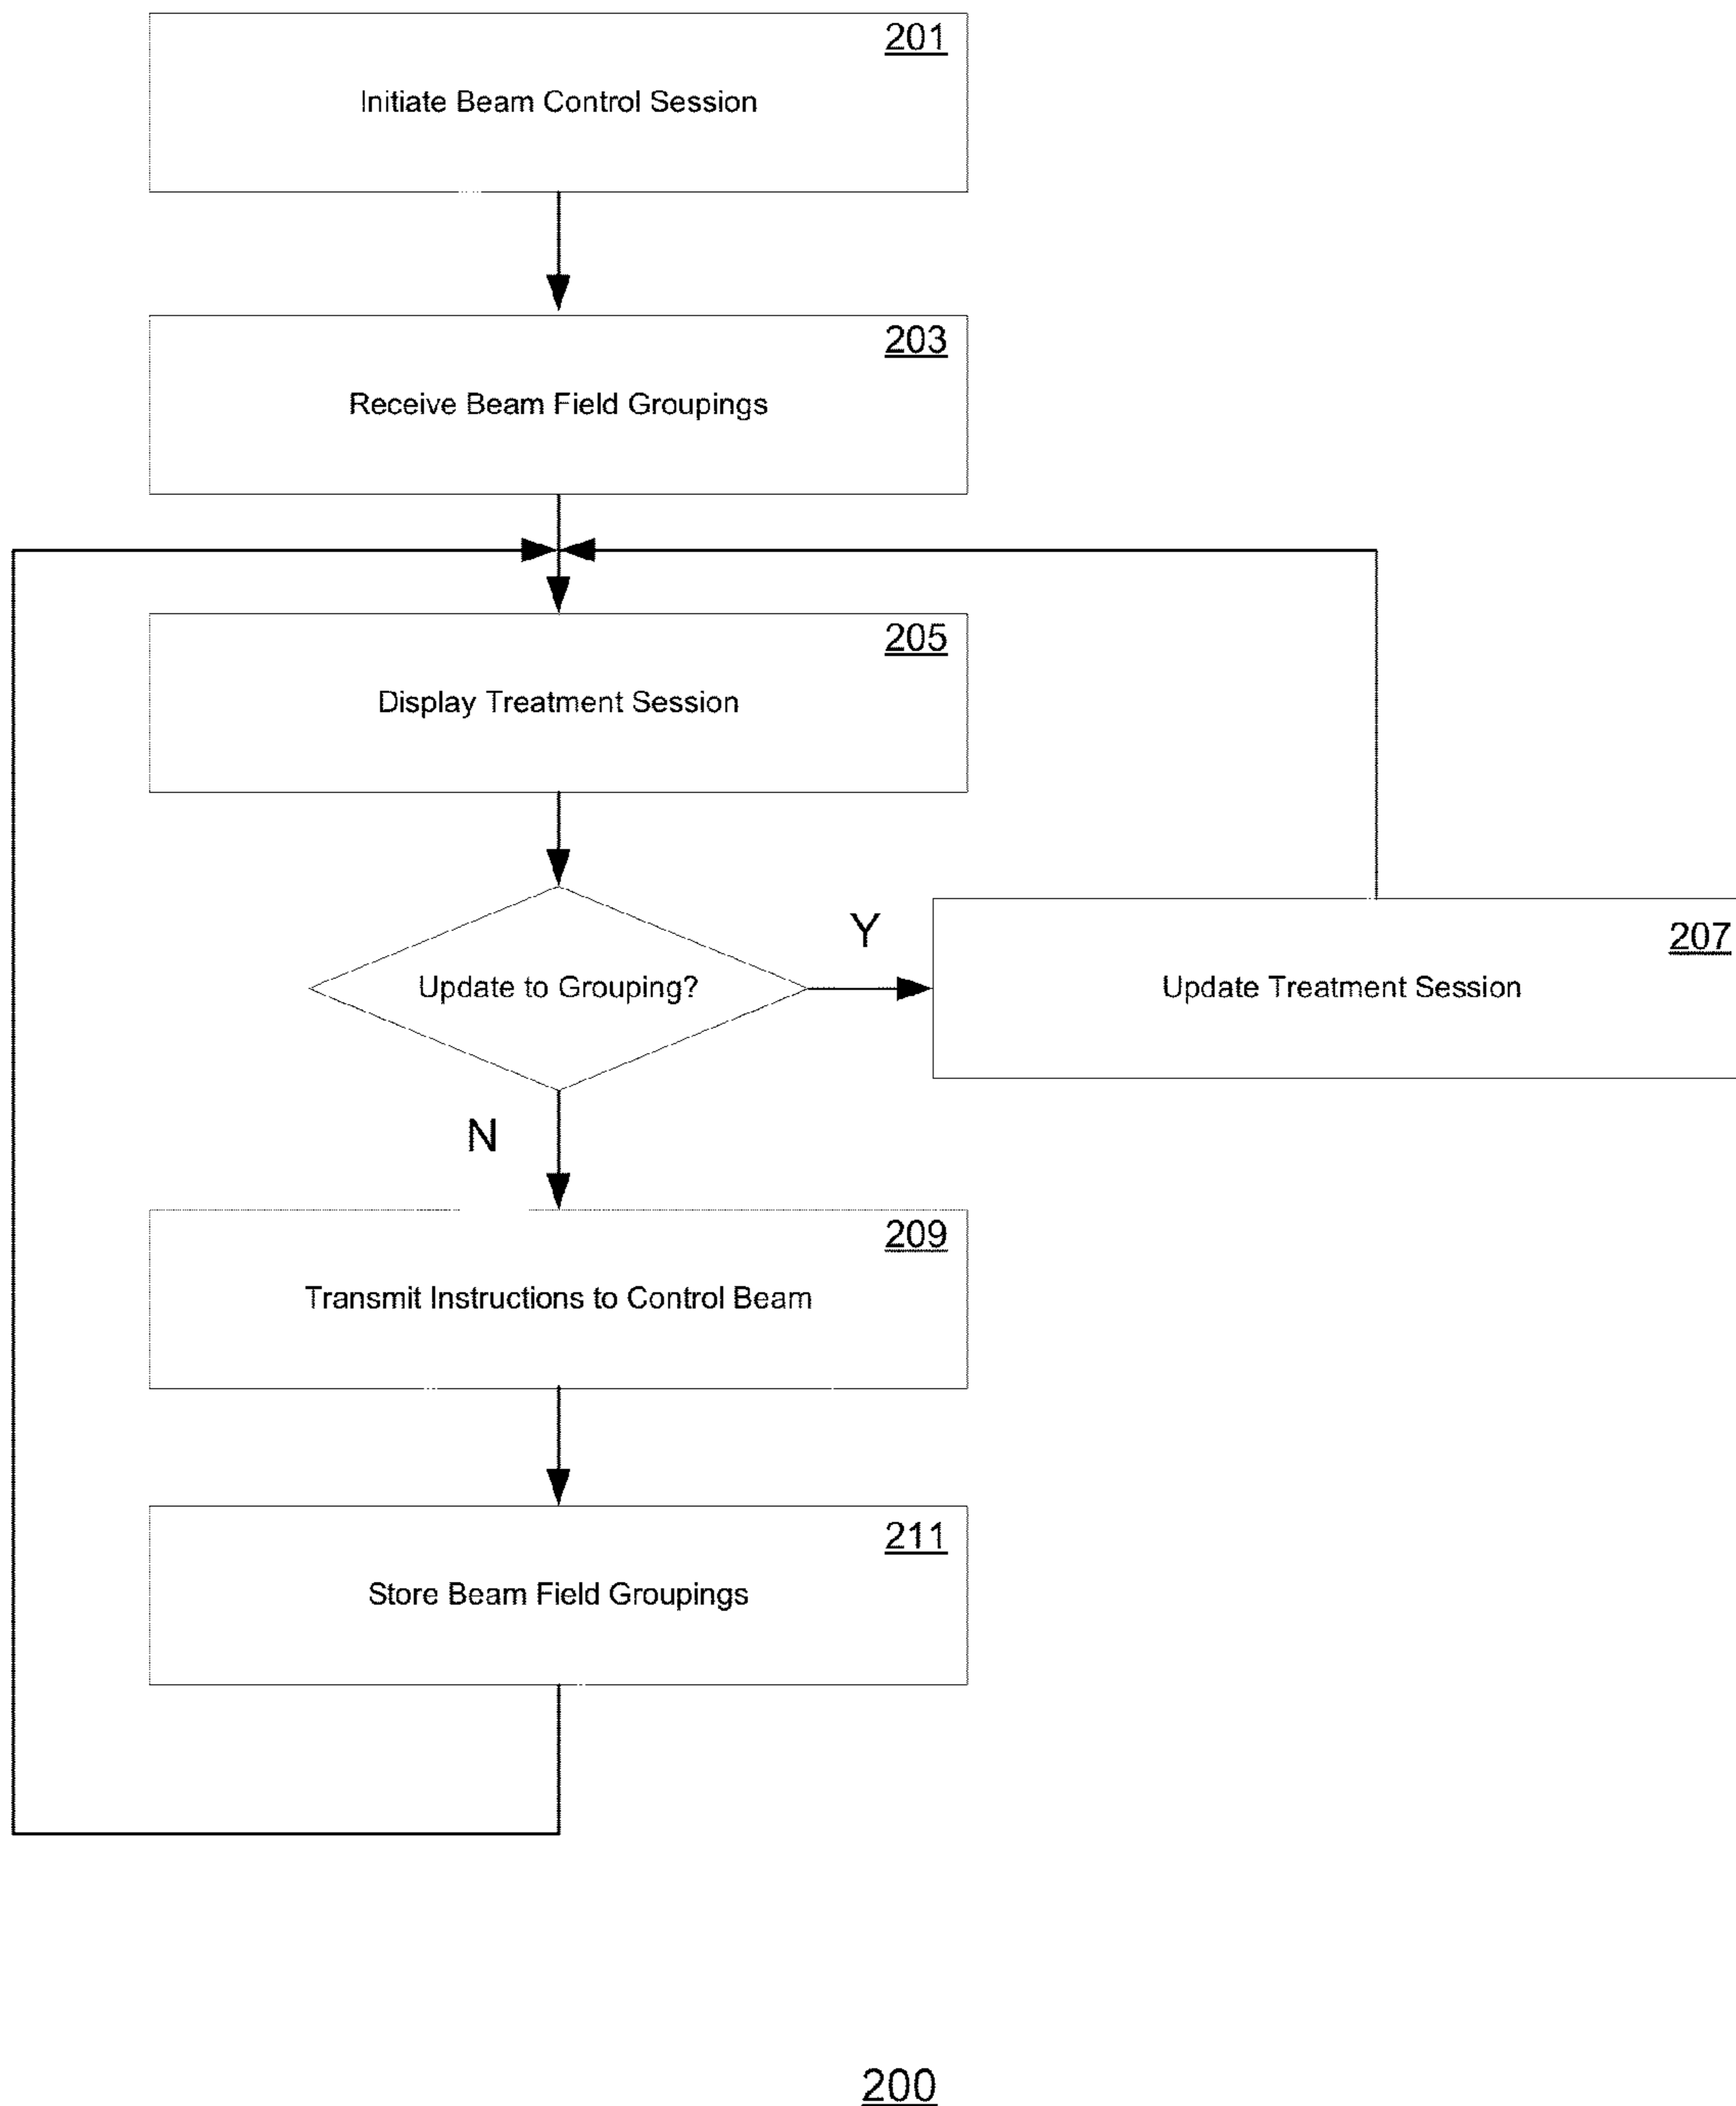 201
Initiate Beam Control Session
203
Receive Beam Field Groupings
205
Display Treatment Session
Update to Grouping?
Y
207
Update Treatment Session
N
209
Transmit Instructions to Control Beam
211
Store Beam Field Groupings
200